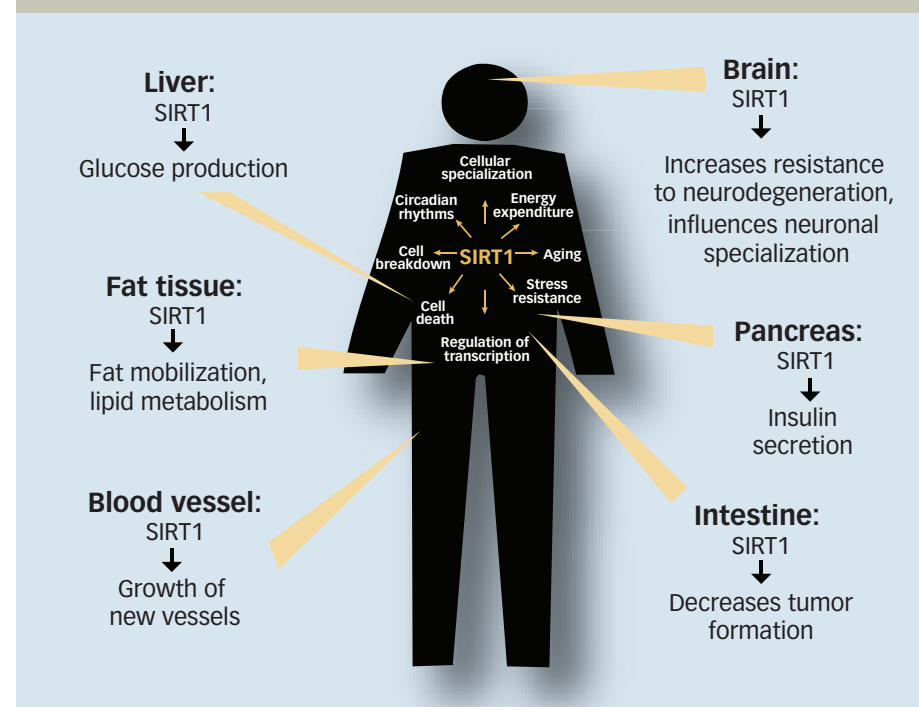 Liver:
SIRT1
Glucose production
Fat tissue:
SIRT1
Fat mobilization,
lipid metabolism
Blood vessel:
SIRT1
Growth of
new vessels
Cellular
specialization
Circadian
rhythms
Energy
expenditure
Cell
breakdown
SIRT1
Aging
Cell
death
Stress
resistance
Regulation of
transcription
Brain:
SIRT1
Increases resistance
to neurodegeneration,
influences neuronal
specialization
Pancreas:
SIRT1
Insulin
secretion
Intestine:
SIRT1
Decreases tumor
formation